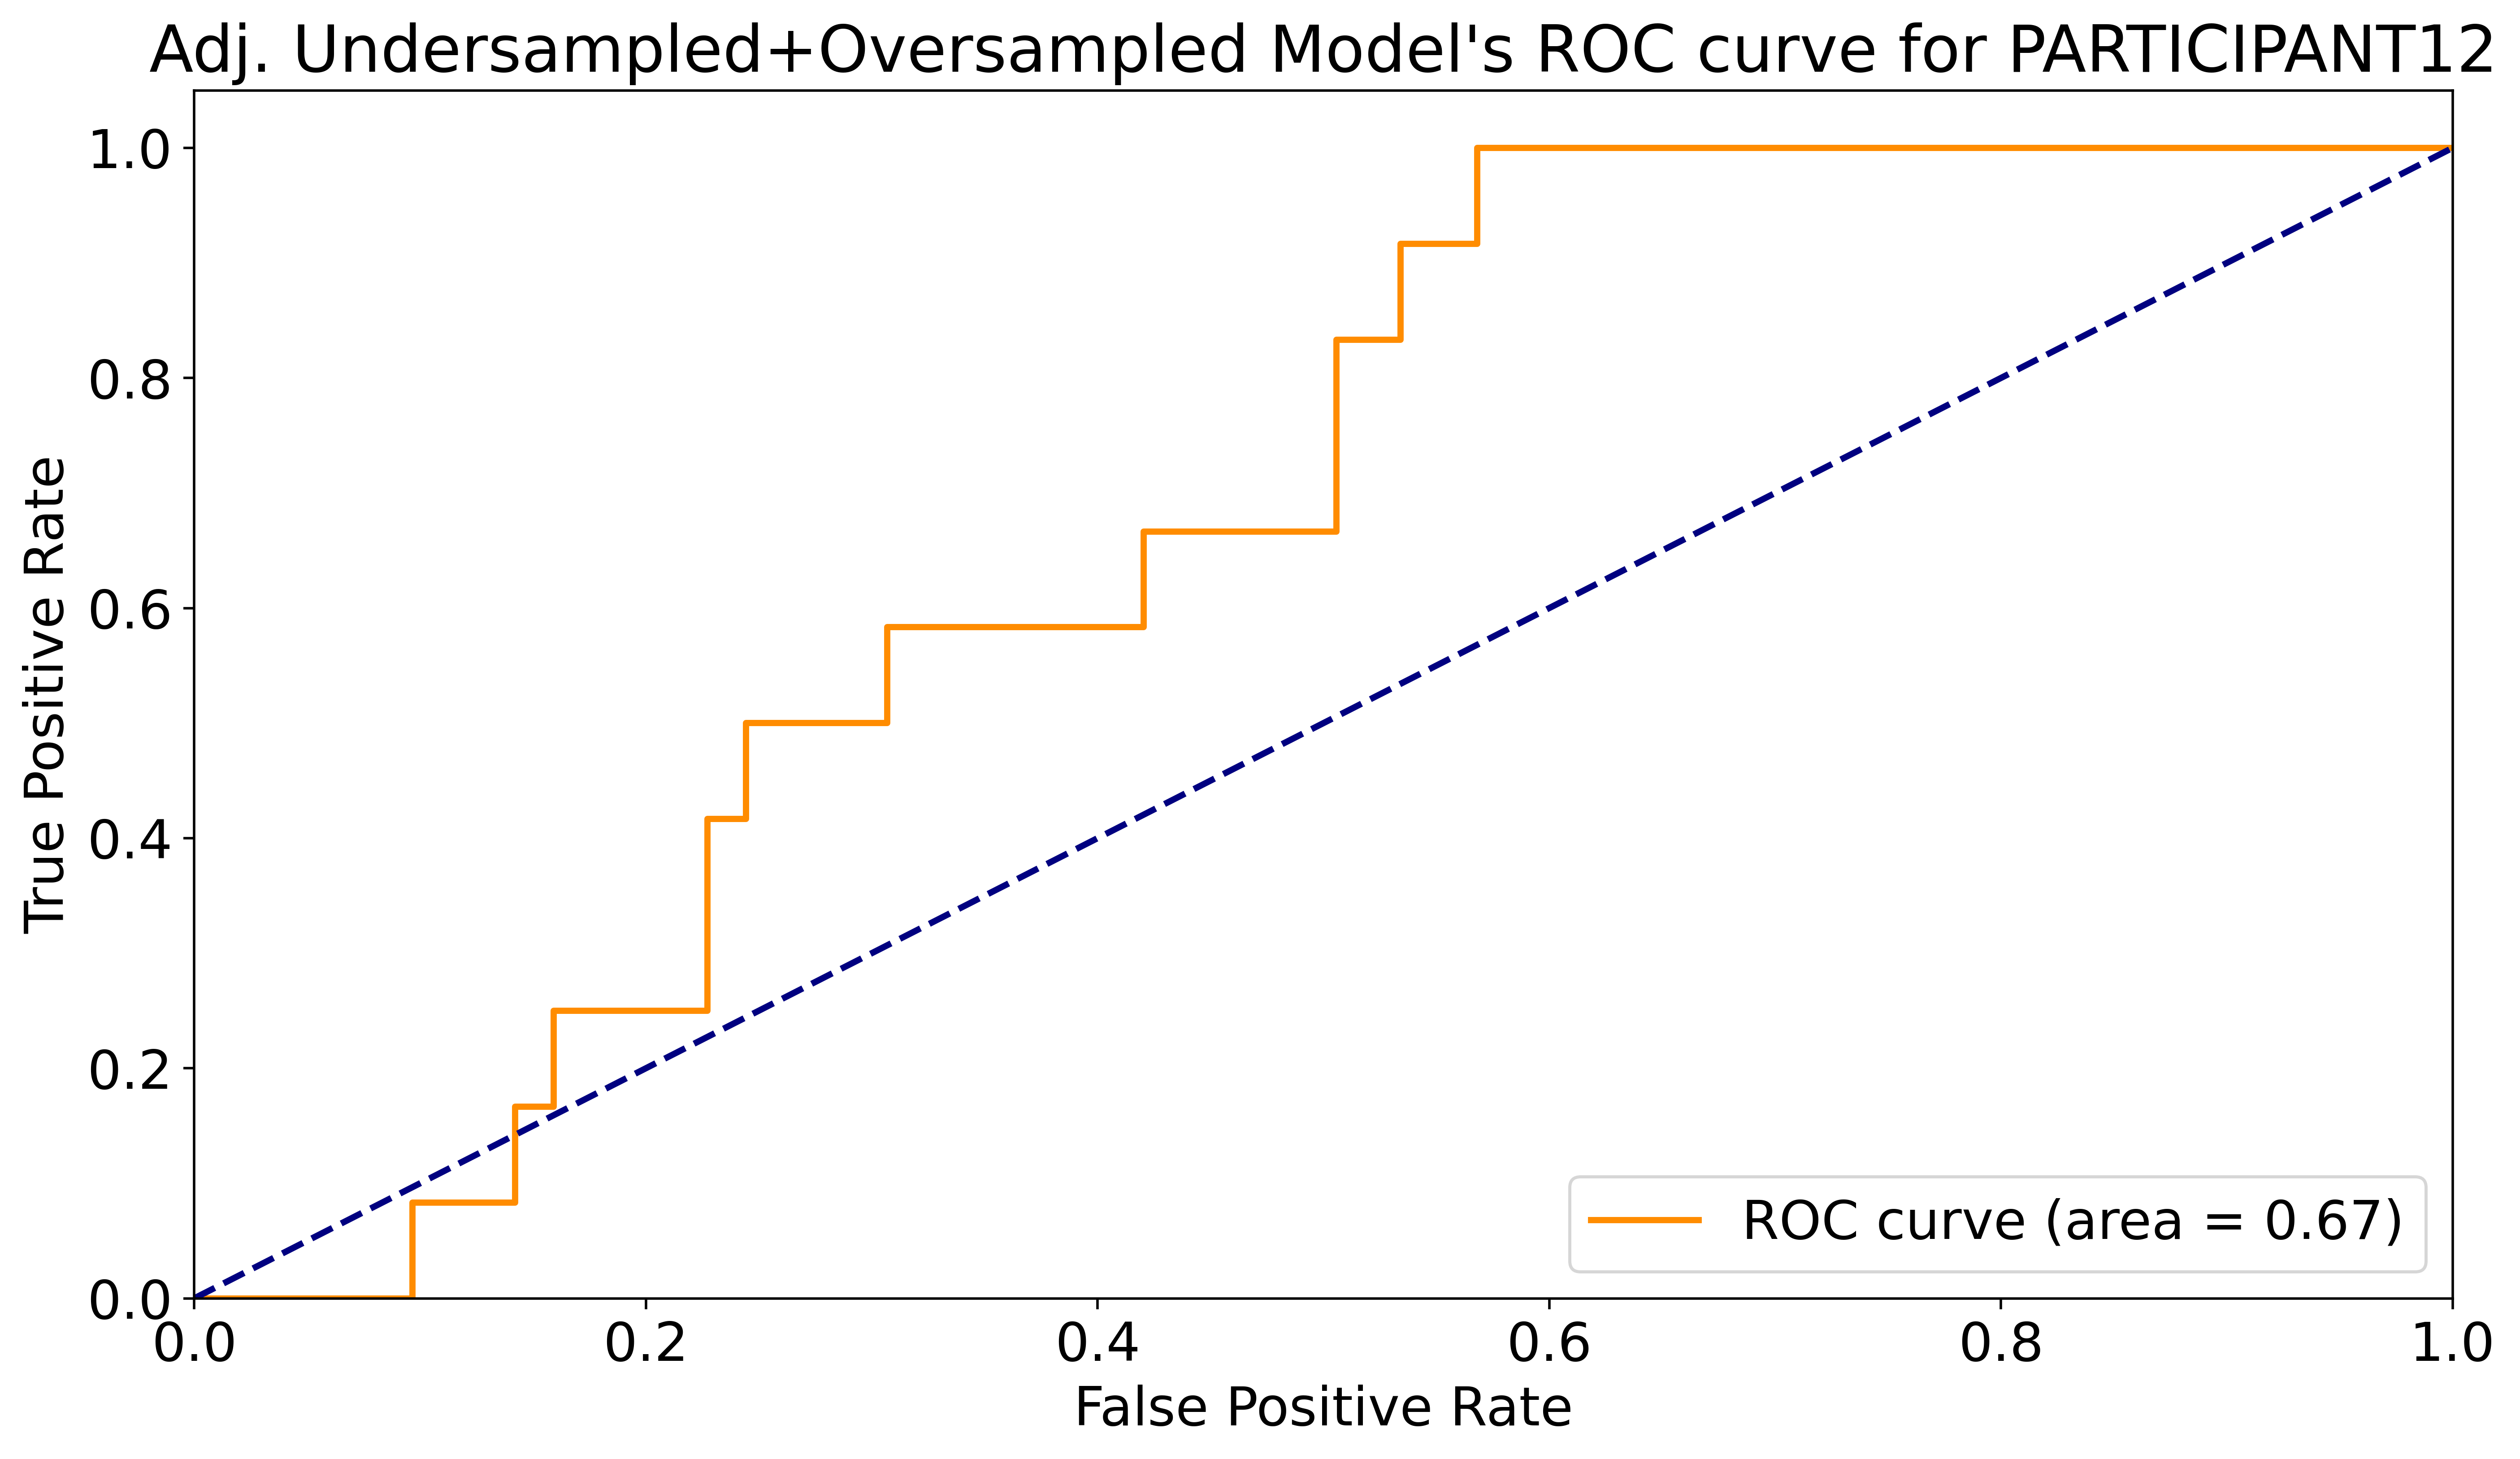 Adj. Undersampled+Oversampled Model's ROC curve for PARTICIPANT12
1.0
0.8
0.6
0.4
0.2
0.0
True Positive Rate
ROC curve (area = 0.67)
0.0 0.2 0.4 0.6 0.8 1.0
False Positive Rate